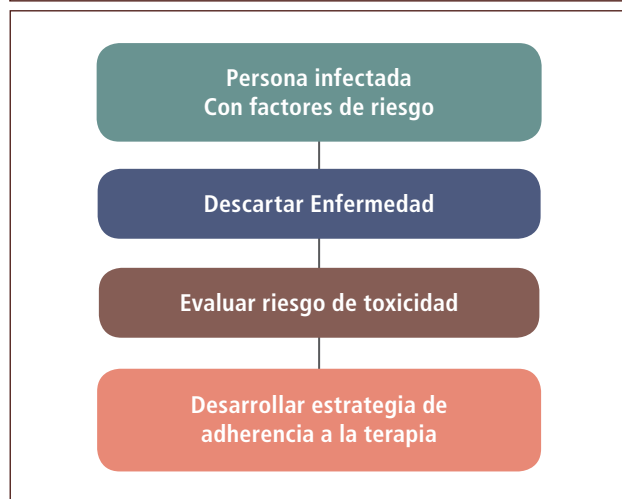 Persona infectada
Con factores de riesgo
Descartar Enfermedad
Evaluar riesgo de toxicidad
Desarrollar estrategia de
adherencia a la terapia